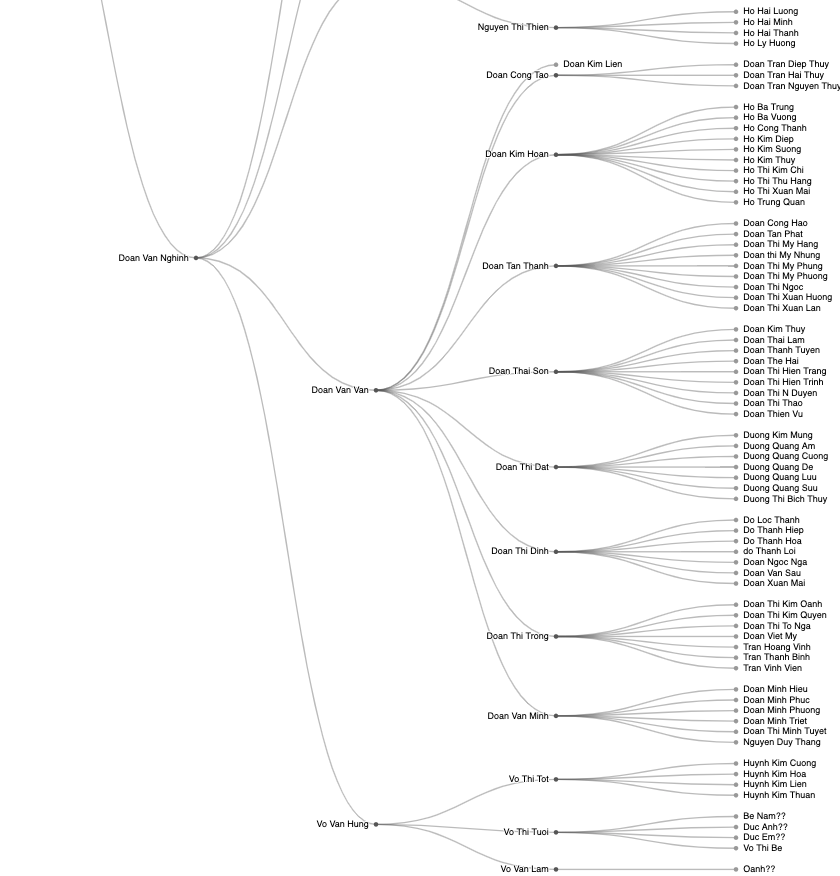 Nguyen Thi Thien
Ho Hai Luong
Ho Hai Minh
Ho Hai Thanh
Ho Ly Huong
Doan Kim Lien
Doan Cong Tao
Doan Tran Diep Thuy
Doan Tran Hai Thuy
Doan Tran Nguyen Thuy
Doan Kim Hoan
Ho Ba Trung
Ho Ba Vuong
Ho Cong Thanh
Ho Kim Diep
Ho Kim Suong
Ho Kim Thuy
Ho Thi Kim Chi
Ho Thi Thu Hang
Ho Thi Xuan Mai
Ho Trung Quan
Doan Van Nghinh
Doan Tan Thanh
Doan Cong Hao
Doan Tan Phat
Doan Thi My Hang
Doan thi My Nhung
Doan Thi My Phung
Doan Thi My Phuong
Doan Thi Ngoc
Doan Thi Xuan Huong
Doan Thi Xuan Lan
Doan Van Van
Doan Thai Son
Doan Kim Thuy
Doan Thai Lam
Doan Thanh Tuyen
Doan The Hai
Doan Thi Hien Trang
Doan Thi Hien Trinh
Doan Thi N Duyen
Doan Thi Thao
Doan Thien Vu
Doan Thi Dat
Duong Kim Mung
Duong Quang Am
Duong Quang Cuong
Duong Quang De
Duong Quang Luu
Duong Quang Suu
Duong Thi Bich Thuy
Doan Thi Dinh
Do Loc Thanh
Do Thanh Hiep
Do Thanh Hoa
do Thanh Loi
Doan Ngoc Nga
Doan Van Sau
Doan Xuan Mai
Doan Thi Trong
Doan Thi Kim Oanh
Doan Thi Kim Quyen
Doan Thi To Nga
Doan Viet My
Tran Hoang Vinh
Tran Thanh Binh
Tran Vinh Vien
Doan Van Minh
Doan Minh Hieu
Doan Minh Phuc
Doan Minh Phuong
Doan Minh Triet
Doan Thi Minh Tuyet
Nguyen Duy Thang
Vo Van Hung
Vo Thi Tot
Huynh Kim Cuong
Huynh Kim Hoa
Huynh Kim Lien
Huynh Kim Thuan
Vo Thi Tuoi
Be Nam??
Duc Anh??
Duc Em??
Vo Thi Be
Vo Van Lam
Oanh??